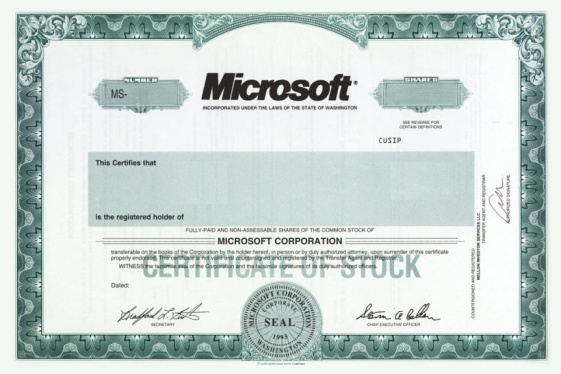 NUMBER
MS-
Microsoft®
SHARES
INCORPORATED UNDER THE LAWS OF THE STATE OF WASHINGTON
SEE REVERSE FOR
CERTAIN DEFINITIONS
CUSIP
This Certifies that
is the registered holder of
FULLY-PAID AND NON-ASSESSABLE SHARES OF THE COMMON STOCK OF
MICROSOFT CORPORATION
transferable on the books of the Corporation by the holder hereof, in person or by duly authorized attorney, upon surrender of this certificate
properly endorsed. This certificate is not valid until countersigned and registered by the Transfer Agent and Registrar.
WITNESS the facsimile seal of the Corporation and the facsimile signatures of its duly authorized officers.
CERTIFICATE OF STOCK
Dated:
SECRETARY
MICROSOFT CORPORATION
CORPORATE
SEAL
1993
WASHINGTON
CHIEF EXECUTIVE OFFICER
COUNTERSIGNED AND REGISTERED
MELLON INVESTOR SERVICES LLC
TRANSFER AGENT AND REGISTRAR
AUTHORIZED SIGNATURE